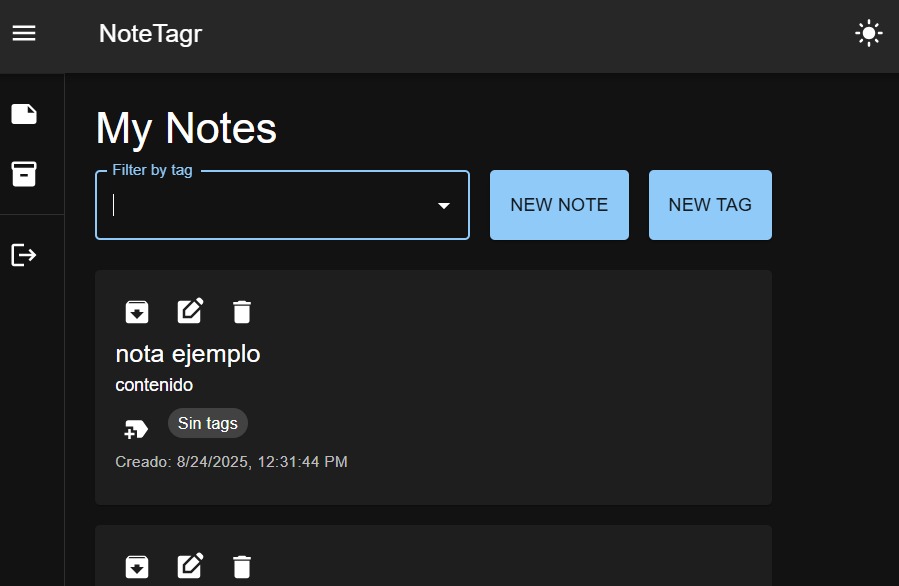 NoteTagr
My Notes
Filter by tag
NEW NOTE
NEW TAG
nota ejemplo
contenido
Sin tags
Creado: 8/24/2025, 12:31:44 PM